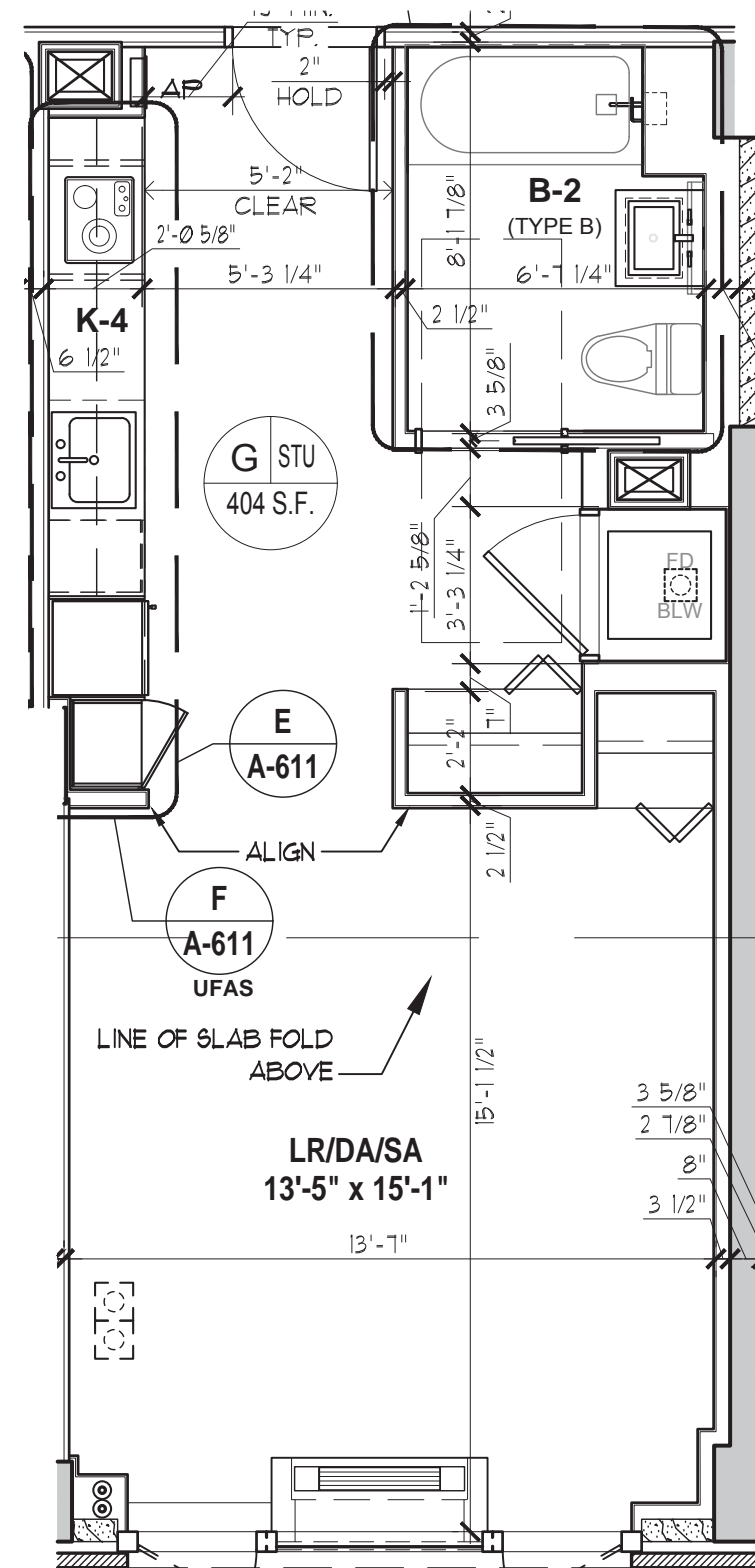 TYP.
2"
HOLD
AP
5'-2"
CLEAR
B-2
(TYPE B)
8'-1 7/8"
2'-0 5/8"
5'-3 1/4"
6'-7 1/4"
K-4
2 1/2"
6 1/2"
3 5/8"
G STU
404 S.F.
1'-2 5/8"
3'-3 1/4"
FD
BLW
E
A-611
7"
2'-2"
ALIGN
2 1/2"
F
A-611
UFAS
LINE OF SLAB FOLD
ABOVE
15'-1 1/2"
3 5/8"
2 7/8"
8"
3 1/2"
LR/DA/SA
13'-5" x 15'-1"
13'-7"